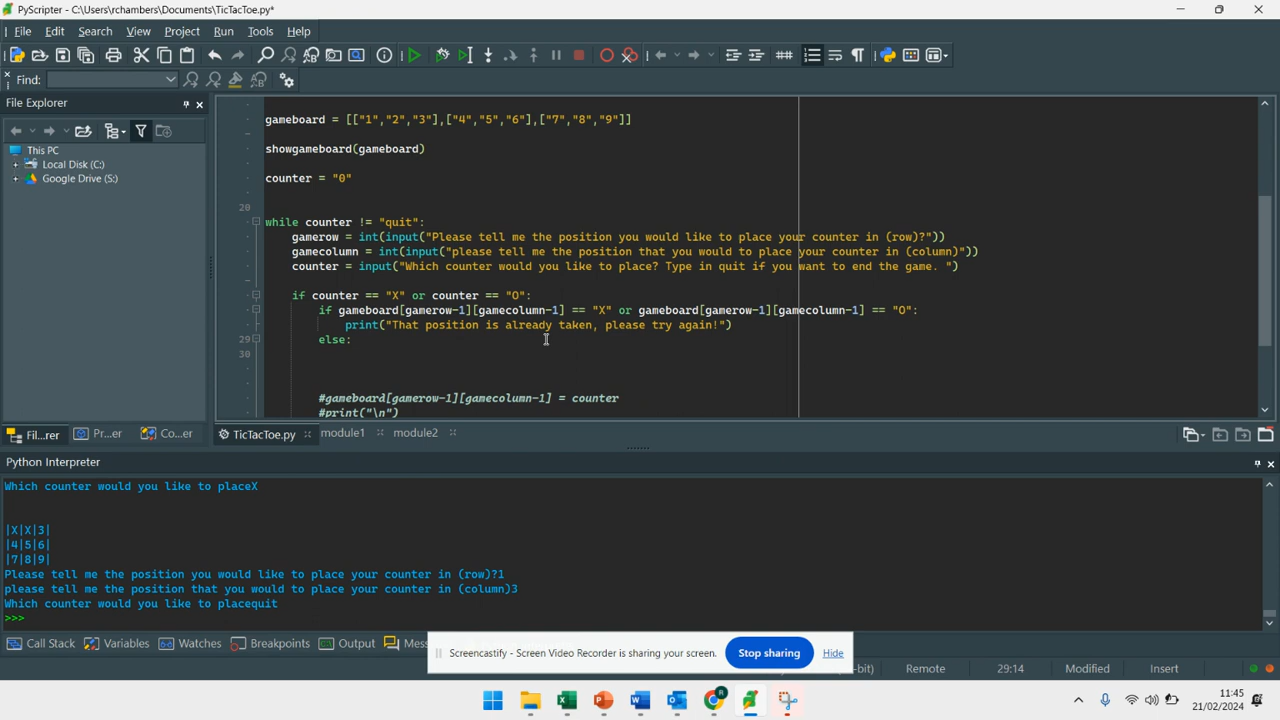 PyScripter - C:\Users\rchambers\Documents\TicTacToe.py*
File Edit Search View Project Run Tools Help
Find:
File Explorer
This PC
Local Disk (C:)
Google Drive (S:)
gameboard = [["1","2","3"],["4","5","6"],["7","8","9"]]
showgameboard(gameboard)
counter = "0"
20
while counter != "quit":
gamerow = int(input("Please tell me the position you would like to place your counter in (row)?"))
gamecolumn = int(input("please tell me the position that you would to place your counter in (column)"))
counter = input("Which counter would you like to place? Type in quit if you want to end the game. ")
if counter == "X" or counter == "O":
if gameboard[gamerow-1][gamecolumn-1] == "X" or gameboard[gamerow-1][gamecolumn-1] == "O":
print("That position is already taken, please try again!")
29 else:
30
#gameboard[gamerow-1][gamecolumn-1] = counter
#print("\n")
Fil...rer Pr...er Co...er TicTacToe.py module1 module2
Python Interpreter
Which counter would you like to placeX
|X|X|3|
|4|5|6|
|7|8|9|
Please tell me the position you would like to place your counter in (row)?1
please tell me the position that you would to place your counter in (column)3
Which counter would you like to placequit
>>>
Call Stack Variables Watches Breakpoints Output Mess
Screencastify - Screen Video Recorder is sharing your screen. Stop sharing Hide
-bit) Remote 29:14 Modified Insert
11:45
21/02/2024